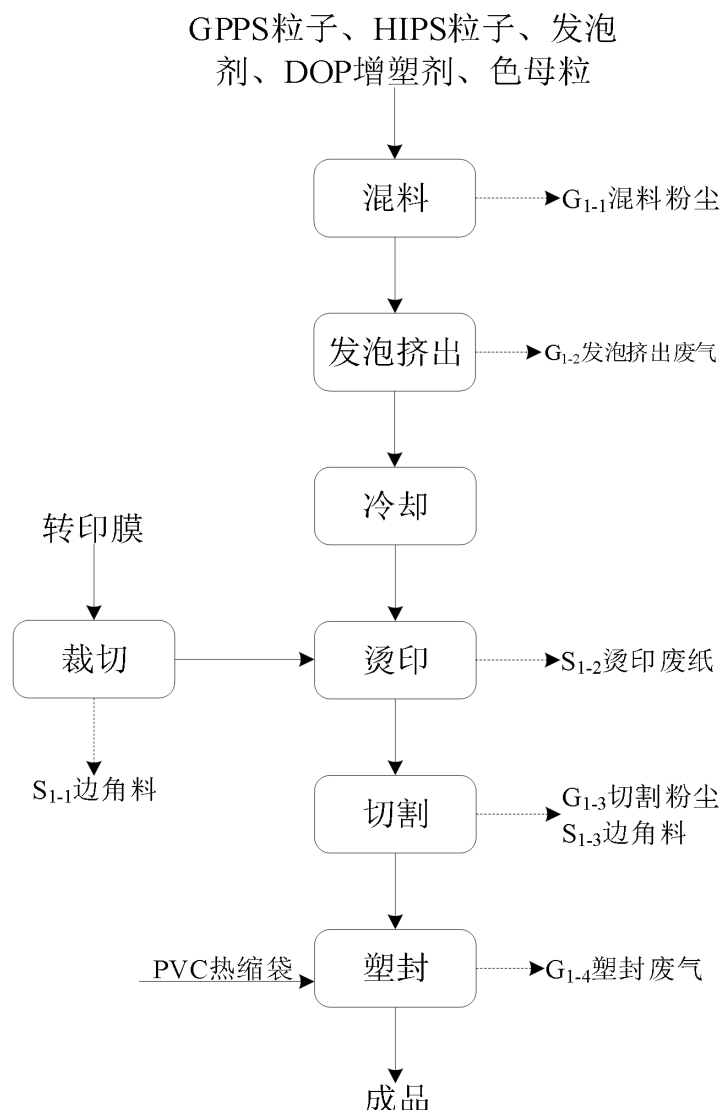 GPPS粒子、HIPS粒子、发泡
剂、DOP增塑剂、色母粒
混料
G1-1混料粉尘
发泡挤出
G1-2发泡挤出废气
冷却
转印膜
裁切
烫印
S1-2烫印废纸
S1-1边角料
切割
G1-3切割粉尘
S1-3边角料
PVC热缩袋
塑封
G1-4塑封废气
成品